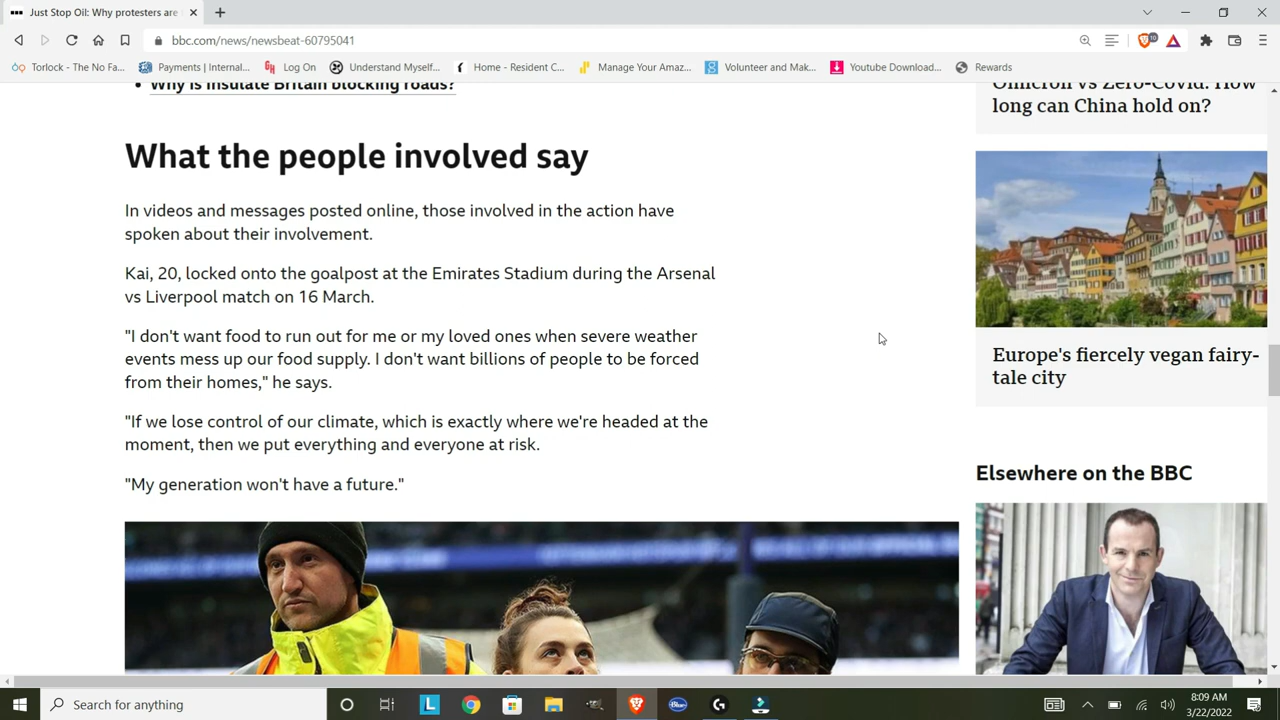 Just Stop Oil: Why protesters are
bbc.com/news/newsbeat-60795041
10
Torlock - The No Fa...
Payments | Internal...
Log On
Understand Myself...
Home - Resident C...
Manage Your Amaz...
Volunteer and Mak...
Youtube Download...
Rewards
Why is Insulate Britain blocking roads?
What the people involved say
In videos and messages posted online, those involved in the action have
spoken about their involvement.
Kai, 20, locked onto the goalpost at the Emirates Stadium during the Arsenal
vs Liverpool match on 16 March.
"I don't want food to run out for me or my loved ones when severe weather
events mess up our food supply. I don't want billions of people to be forced
from their homes," he says.
"If we lose control of our climate, which is exactly where we're headed at the
moment, then we put everything and everyone at risk.
"My generation won't have a future."
Omicron vs Zero-Covid: How
long can China hold on?
Europe's fiercely vegan fairy-
tale city
Elsewhere on the BBC
Search for anything
L
Blue
8:09 AM
3/22/2022